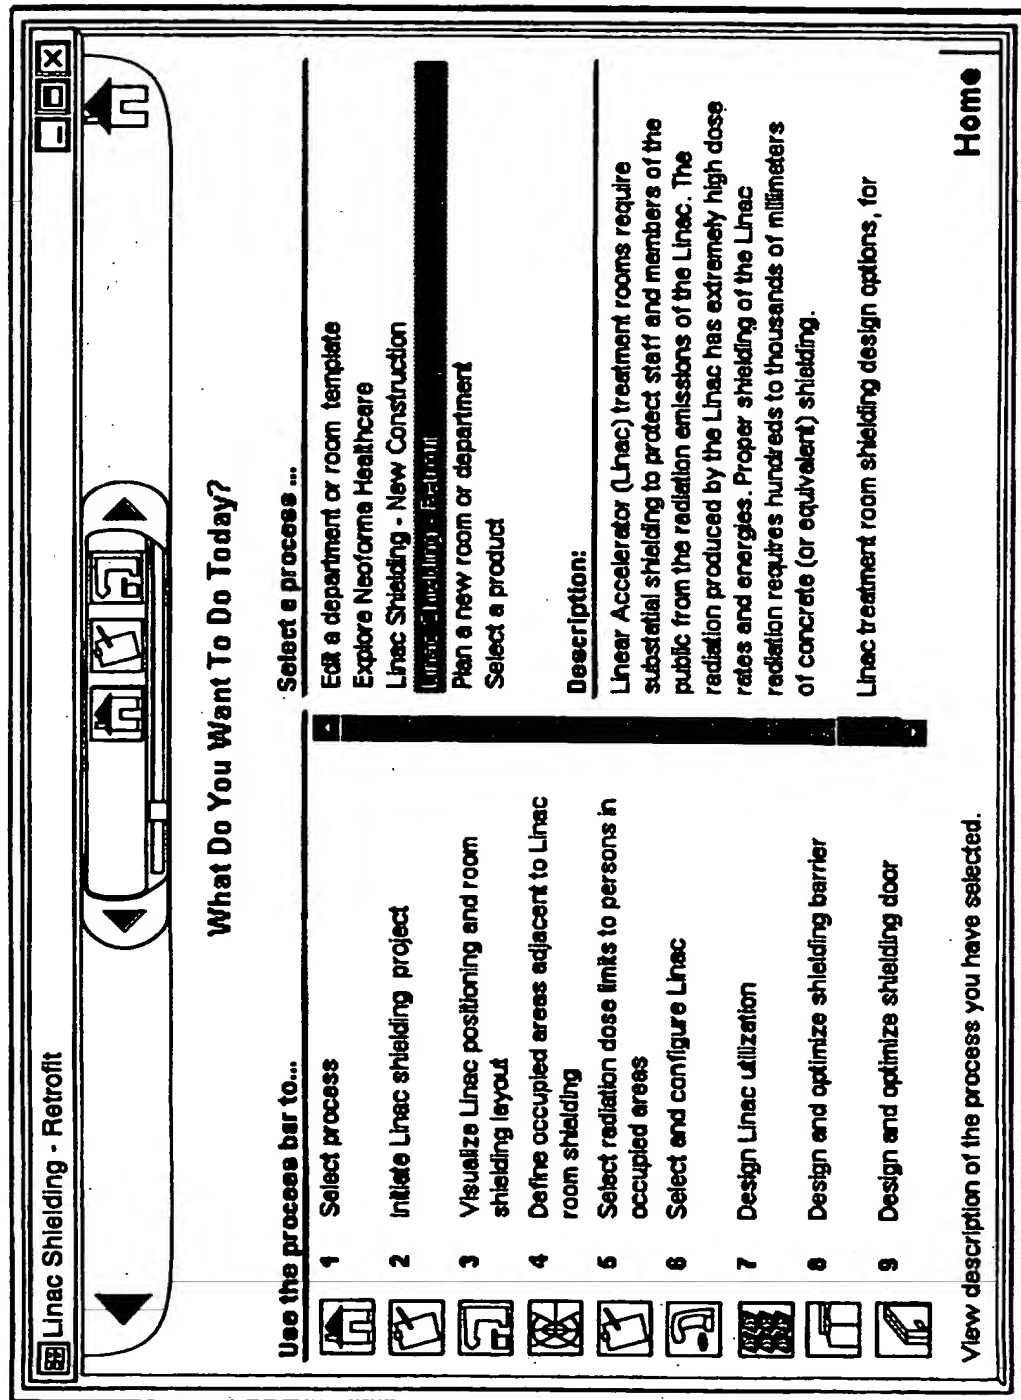 Linac Shielding - Retrofit
What Do You Want To Do Today?
Use the process bar to...
1 Select process
2 Initiate Linac shielding project
3 Visualize Linac positioning and room
shielding layout
4 Define occupied areas adjacent to Linac
room shielding
5 Select radiation dose limits to persons in
occupied areas
6 Select and configure Linac
7 Design Linac utilization
8 Design and optimize shielding barrier
9 Design and optimize shielding door
Select a process ...
Edit a department or room template
Explore Neoforma Healthcare
Linac Shielding - New Construction
Linac Shielding - Retrofit
Plan a new room or department
Select a product
Description:
Linear Accelerator (Linac) treatment rooms require
substatial shielding to protect staff and members of the
public from the radiation emissions of the Linac. The
radiation produced by the Linac has extremely high dose
rates and energies. Proper shielding of the Linac
radiation requires hundreds to thousands of millimeters
of concrete (or equivalent) shielding.
Linac treatment room shielding design options, for
View description of the process you have selected.
Home